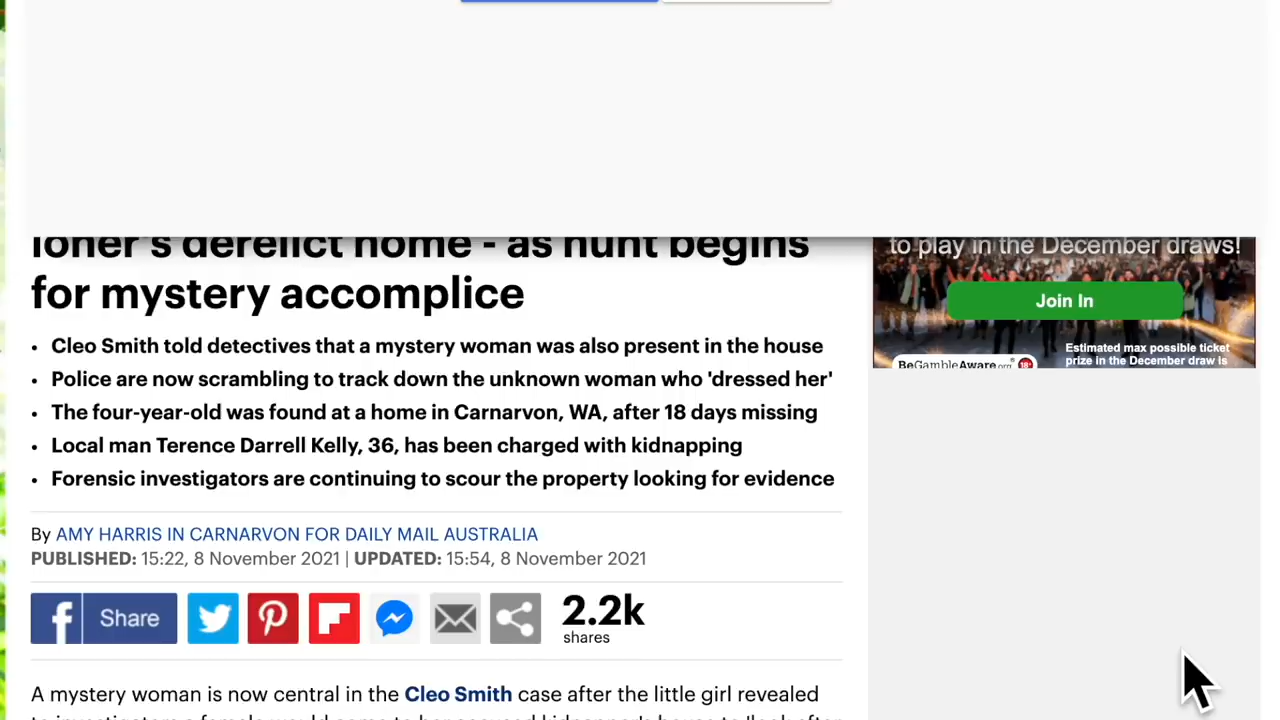 loner's derelict home - as hunt begins
for mystery accomplice
to play in the December draws!
Join In
Estimated max possible ticket
prize in the December draw is
BeGambleAware.org® 18+
• Cleo Smith told detectives that a mystery woman was also present in the house
• Police are now scrambling to track down the unknown woman who 'dressed her'
• The four-year-old was found at a home in Carnarvon, WA, after 18 days missing
• Local man Terence Darrell Kelly, 36, has been charged with kidnapping
• Forensic investigators are continuing to scour the property looking for evidence
By AMY HARRIS IN CARNARVON FOR DAILY MAIL AUSTRALIA
PUBLISHED: 15:22, 8 November 2021 | UPDATED: 15:54, 8 November 2021
Share
2.2k
shares
A mystery woman is now central in the Cleo Smith case after the little girl revealed